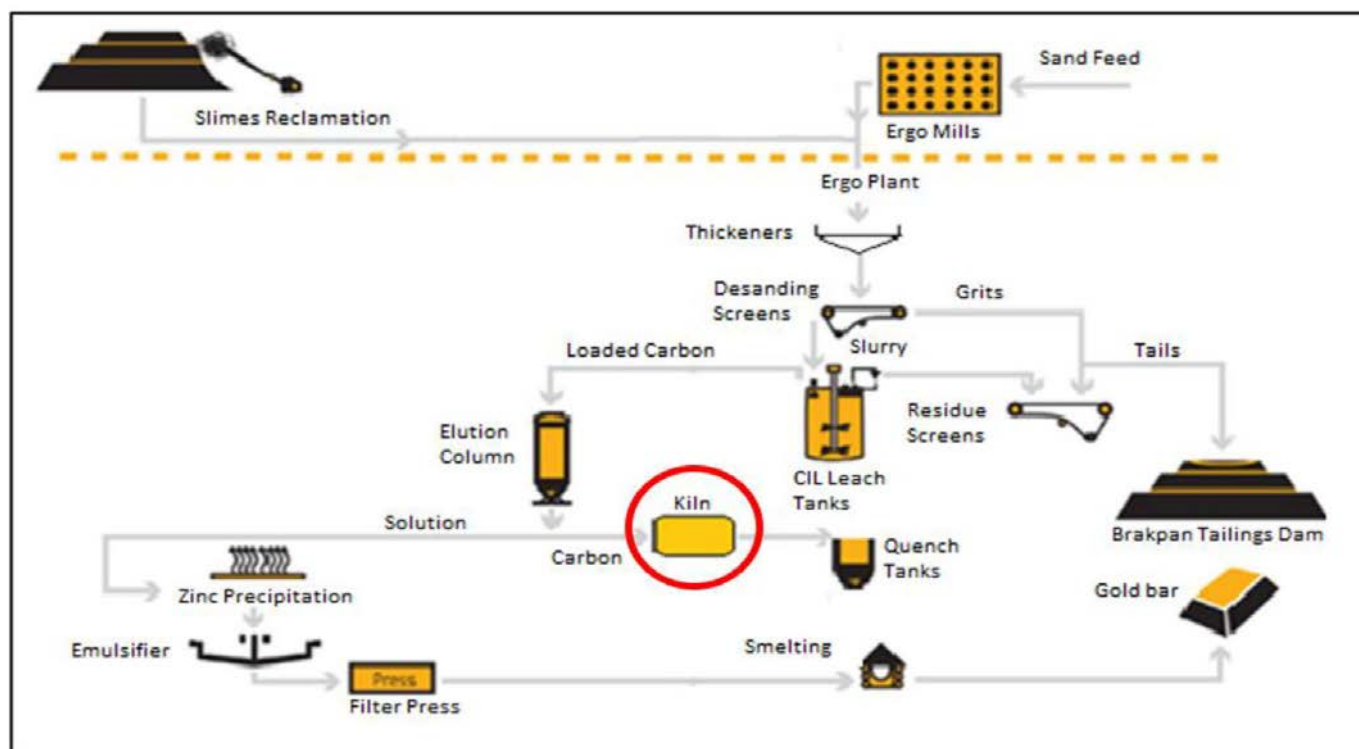 Sand Feed
Slimes Reclamation
Ergo Mills
Ergo Plant
Thickeners
Desanding
Screens
Grits
Loaded Carbon
Slurry
Tails
Elution
Column
Residue
Screens
CIL Leach
Tanks
Kiln
Solution
Carbon
Quench
Tanks
Brakpan Tailings Dam
Zinc Precipitation
Gold bar
Emulsifier
Smelting
Press
Filter Press